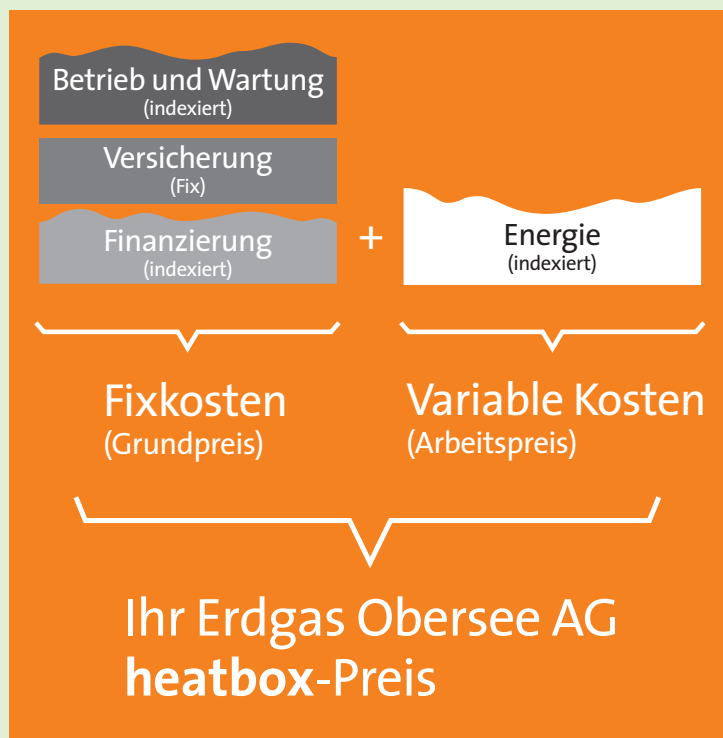 Betrieb und Wartung
(indexiert)
Versicherung
(Fix)
Finanzierung
(indexiert)
+
Energie
(indexiert)
Fixkosten
(Grundpreis)
Variable Kosten
(Arbeitspreis)
Ihr Erdgas Obersee AG
heatbox-Preis